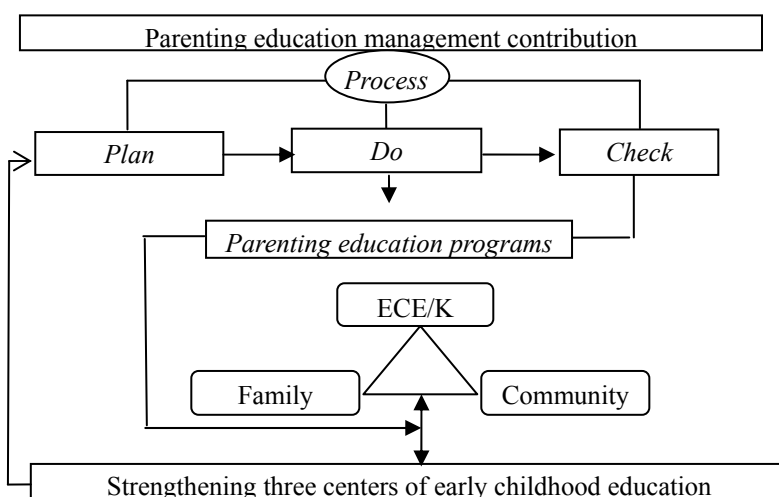 Parenting education management contribution
Process
Plan
Do
Check
Parenting education programs
ECE/K
Family
Community
Strengthening three centers of early childhood education